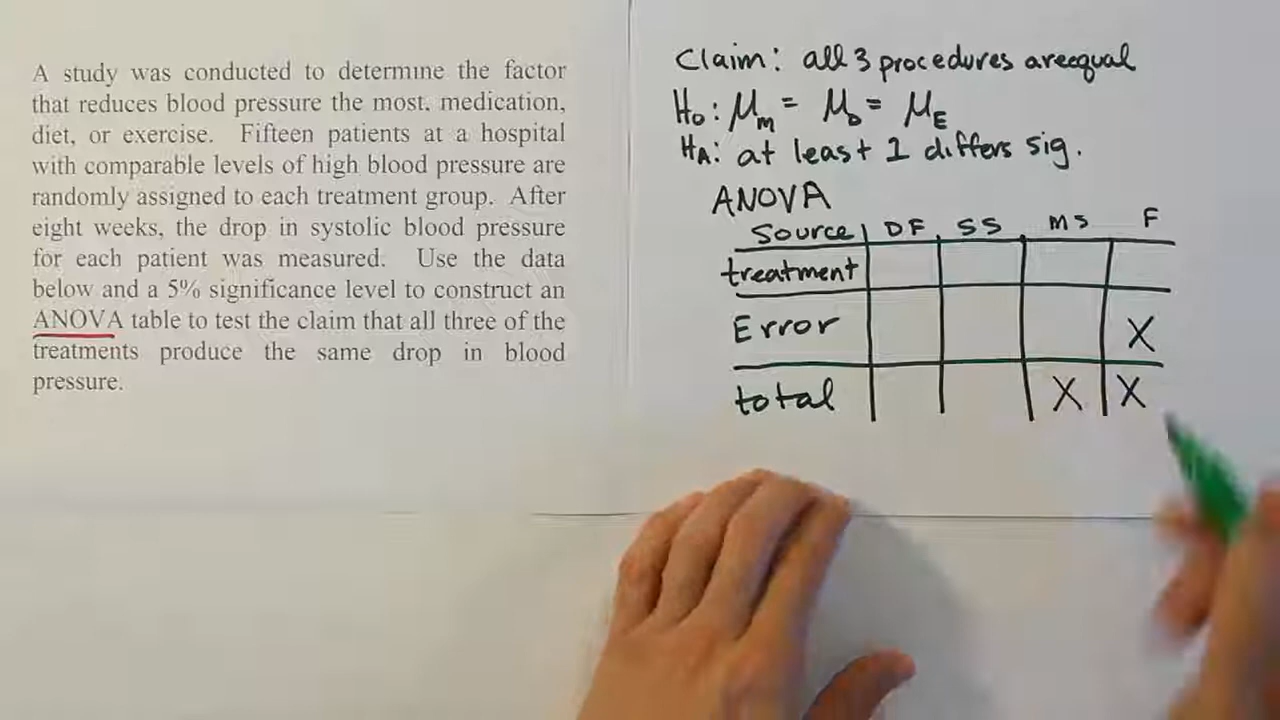 A study was conducted to determine the factor
that reduces blood pressure the most, medication,
diet, or exercise. Fifteen patients at a hospital
with comparable levels of high blood pressure are
randomly assigned to each treatment group. After
eight weeks, the drop in systolic blood pressure
for each patient was measured. Use the data
below and a 5% significance level to construct an
ANOVA table to test the claim that all three of the
treatments produce the same drop in blood
pressure.
Claim: all 3 procedures are equal
H₀: μₘ = μ_D = μ_E
H_A: at least 1 differs sig.
ANOVA
Source DF SS MS F
treatment
Error X
total X X